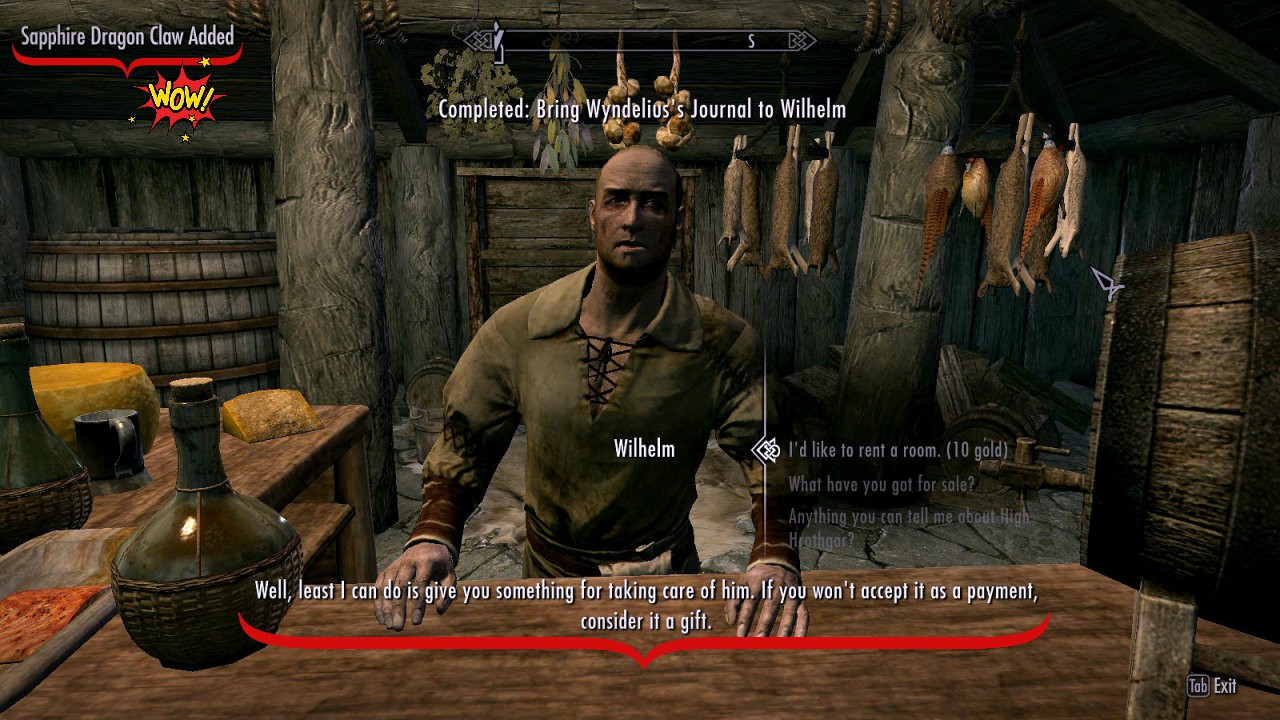 Sapphire Dragon Claw Added
WOW!
S
Completed: Bring Wyndelius's Journal to Wilhelm
Wilhelm
I'd like to rent a room. (10 gold)
What have you got for sale?
Anything you can tell me about High
Hrothgar?
Well, least I can do is give you something for taking care of him. If you won't accept it as a payment,
consider it a gift.
Tab Exit